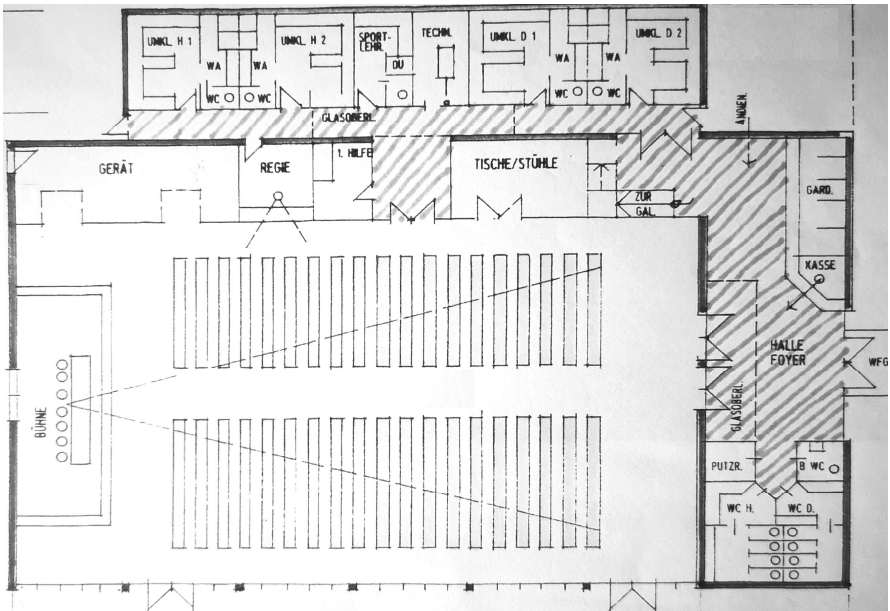 UMKL. H 1
UMKL. H 2
SPORT-
LEHR.
TECHN.
UMKL. D 1
UMKL. D 2
WA
WA
DU
WA
WA
WC
WC
WC
WC
GLASOBERL.
ANDIEN.
GERÄT
REGIE
1. HILFE
TISCHE/STÜHLE
ZUR
GAL.
GARD.
KASSE
HALLE
FOYER
WFG
GLASOBERL.
BÜHNE
PUTZR.
B WC
WC H.
WC D.